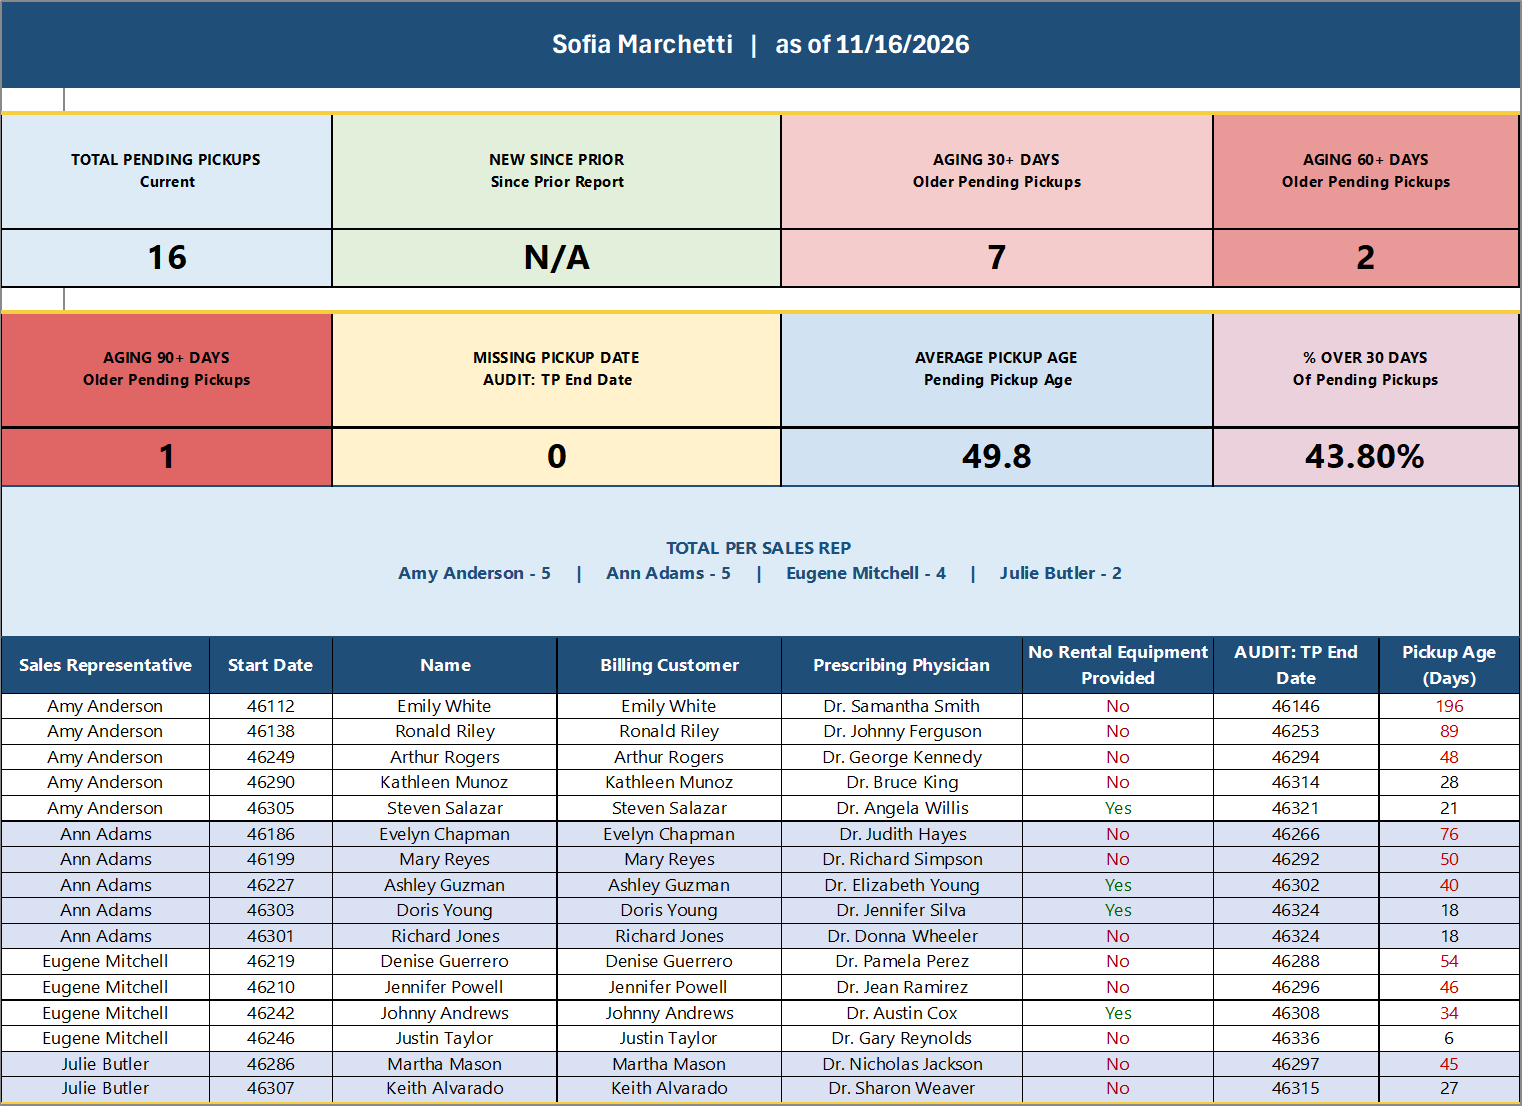 Sofia Marchetti | as of 11/16/2026
TOTAL PENDING PICKUPS
Current
NEW SINCE PRIOR
Since Prior Report
AGING 30+ DAYS
Older Pending Pickups
AGING 60+ DAYS
Older Pending Pickups
16
N/A
7
2
AGING 90+ DAYS
Older Pending Pickups
MISSING PICKUP DATE
AUDIT: TP End Date
AVERAGE PICKUP AGE
Pending Pickup Age
% OVER 30 DAYS
Of Pending Pickups
1
0
49.8
43.80%
TOTAL PER SALES REP
Amy Anderson - 5 | Ann Adams - 5 | Eugene Mitchell - 4 | Julie Butler - 2
Sales Representative
Start Date
Name
Billing Customer
Prescribing Physician
No Rental Equipment
Provided
AUDIT: TP End
Date
Pickup Age
(Days)
Amy Anderson 46112 Emily White Emily White Dr. Samantha Smith No 46146 196
Amy Anderson 46138 Ronald Riley Ronald Riley Dr. Johnny Ferguson No 46253 89
Amy Anderson 46249 Arthur Rogers Arthur Rogers Dr. George Kennedy No 46294 48
Amy Anderson 46290 Kathleen Munoz Kathleen Munoz Dr. Bruce King No 46314 28
Amy Anderson 46305 Steven Salazar Steven Salazar Dr. Angela Willis Yes 46321 21
Ann Adams 46186 Evelyn Chapman Evelyn Chapman Dr. Judith Hayes No 46266 76
Ann Adams 46199 Mary Reyes Mary Reyes Dr. Richard Simpson No 46292 50
Ann Adams 46227 Ashley Guzman Ashley Guzman Dr. Elizabeth Young Yes 46302 40
Ann Adams 46303 Doris Young Doris Young Dr. Jennifer Silva Yes 46324 18
Ann Adams 46301 Richard Jones Richard Jones Dr. Donna Wheeler No 46324 18
Eugene Mitchell 46219 Denise Guerrero Denise Guerrero Dr. Pamela Perez No 46288 54
Eugene Mitchell 46210 Jennifer Powell Jennifer Powell Dr. Jean Ramirez No 46296 46
Eugene Mitchell 46242 Johnny Andrews Johnny Andrews Dr. Austin Cox Yes 46308 34
Eugene Mitchell 46246 Justin Taylor Justin Taylor Dr. Gary Reynolds No 46336 6
Julie Butler 46286 Martha Mason Martha Mason Dr. Nicholas Jackson No 46297 45
Julie Butler 46307 Keith Alvarado Keith Alvarado Dr. Sharon Weaver No 46315 27